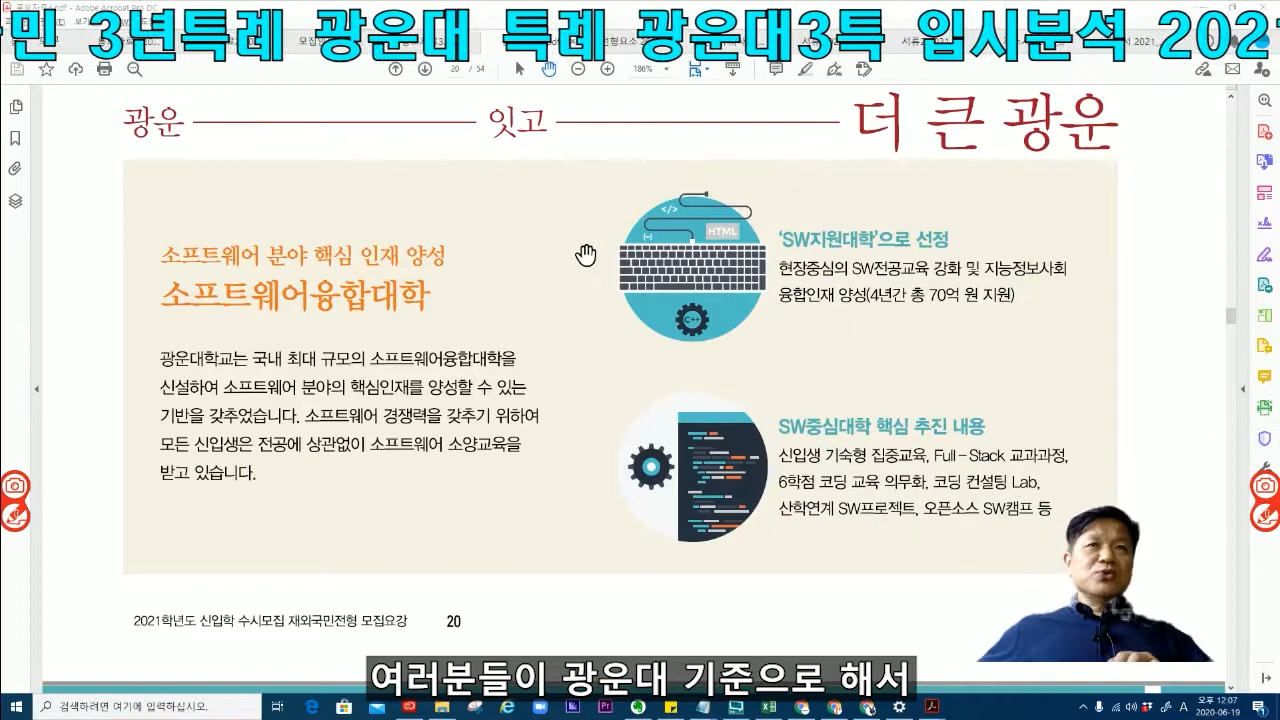 민 3년특례 광운대 특례 광운대3특 입시분석 202
20 / 54
186%
광운 잇고 더 큰 광운
소프트웨어 분야 핵심 인재 양성
소프트웨어융합대학
광운대학교는 국내 최대 규모의 소프트웨어융합대학을
신설하여 소프트웨어 분야의 핵심인재를 양성할 수 있는
기반을 갖추었습니다. 소프트웨어 경쟁력을 갖추기 위하여
모든 신입생은 전공에 상관없이 소프트웨어 소양교육을
받고 있습니다.
</>
HTML
{--}
C++
'SW지원대학'으로 선정
현장중심의 SW전공교육 강화 및 지능정보사회
융합인재 양성(4년간 총 70억 원 지원)
SW중심대학 핵심 추진 내용
신입생 기숙형 집중교육, Full-Stack 교과과정,
6학점 코딩 교육 의무화, 코딩 컨설팅 Lab,
산학연계 SW프로젝트, 오픈소스 SW캠프 등
2021학년도 신입학 수시모집 재외국민전형 모집요강 20
여러분들이 광운대 기준으로 해서
검색하려면 여기에 입력하십시오.
오후 12:07
2020-06-19